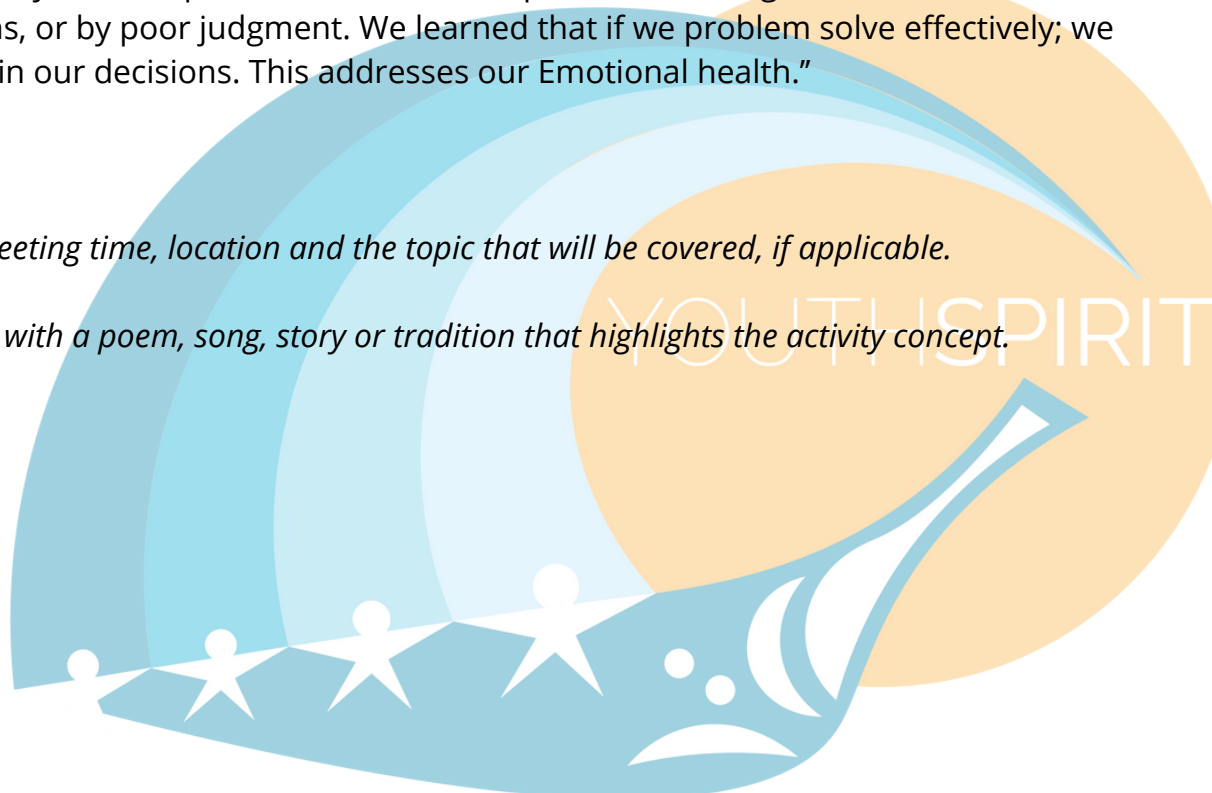 ns, or by poor judgment. We learned that if we problem solve effectively; we
in our decisions. This addresses our Emotional health.”
eeting time, location and the topic that will be covered, if applicable.
with a poem, song, story or tradition that highlights the activity concept.
YOUTHSPIRIT